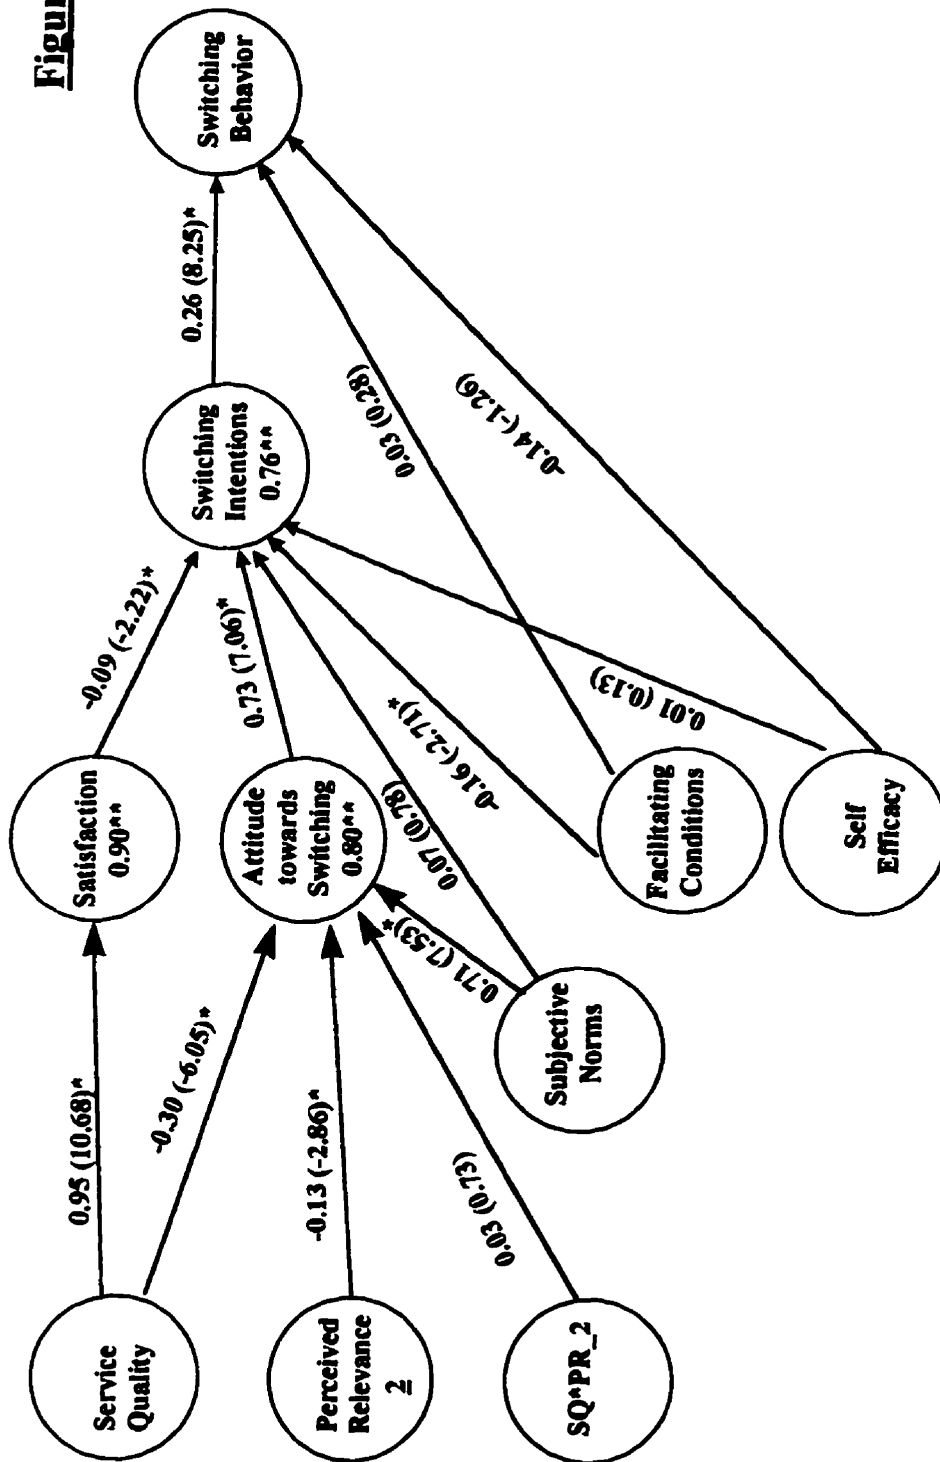 Figur
Service
Quality
Perceived
Relevance
2
SQ*PR_2
0.95 (10.68)*
-0.30 (-6.05)*
-0.13 (-2.86)*
0.03 (0.73)
Subjective
Norms
0.71 (7.53)*
Satisfaction
0.90**
Attitude
towards
Switching
0.80**
Facilitating
Conditions
Self
Efficacy
-0.09 (-2.22)*
0.73 (7.06)*
0.07 (0.78)
-0.16 (-2.71)*
0.01 (0.13)
Switching
Intentions
0.76**
0.26 (8.25)*
0.03 (0.28)
-0.14 (-1.26)
Switching
Behavior